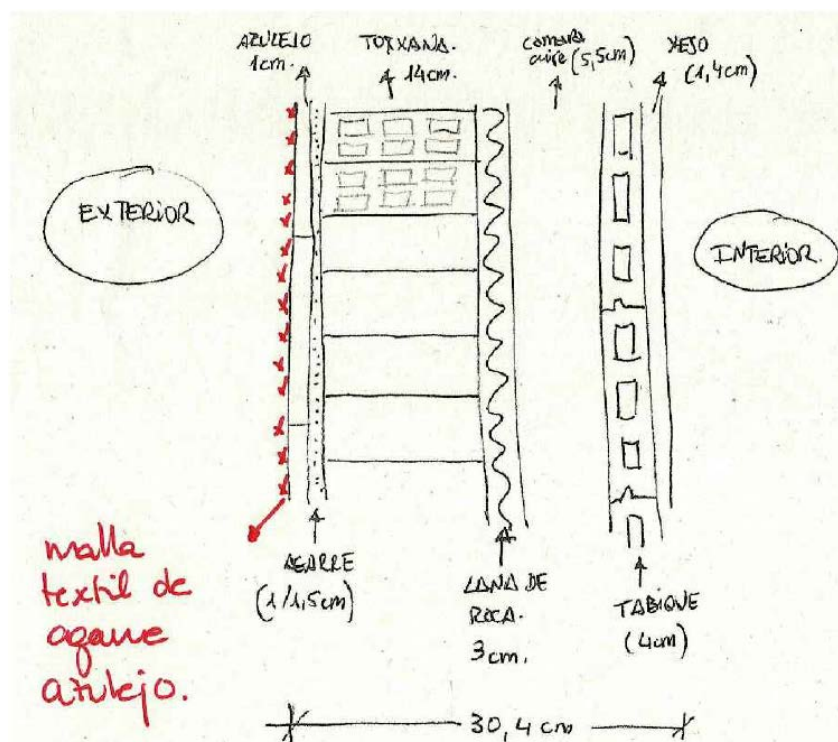 AZULEJO
1cm.
TOXXANA.
14cm.
camara
aire (5,5cm)
YEJO
(1,4cm)
EXTERIOR
INTERIOR.
malla
textil de
agarre
azulejo.
AGARRE
(1/1,5cm)
LANA DE
ROCA.
3cm.
TABIQUE
(4cm)
30,4 cm